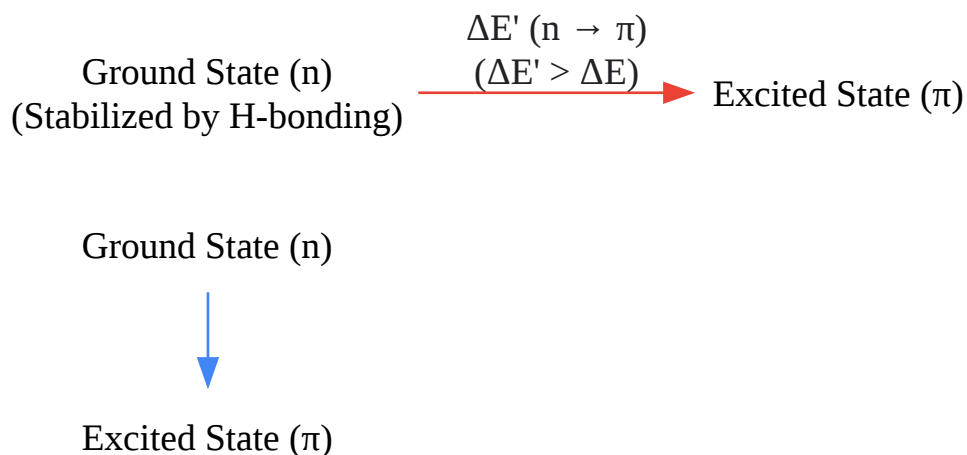 ΔE' (n → π)
(ΔE' > ΔE)
Ground State (n)
(Stabilized by H-bonding)
Excited State (π)
Ground State (n)
Excited State (π)